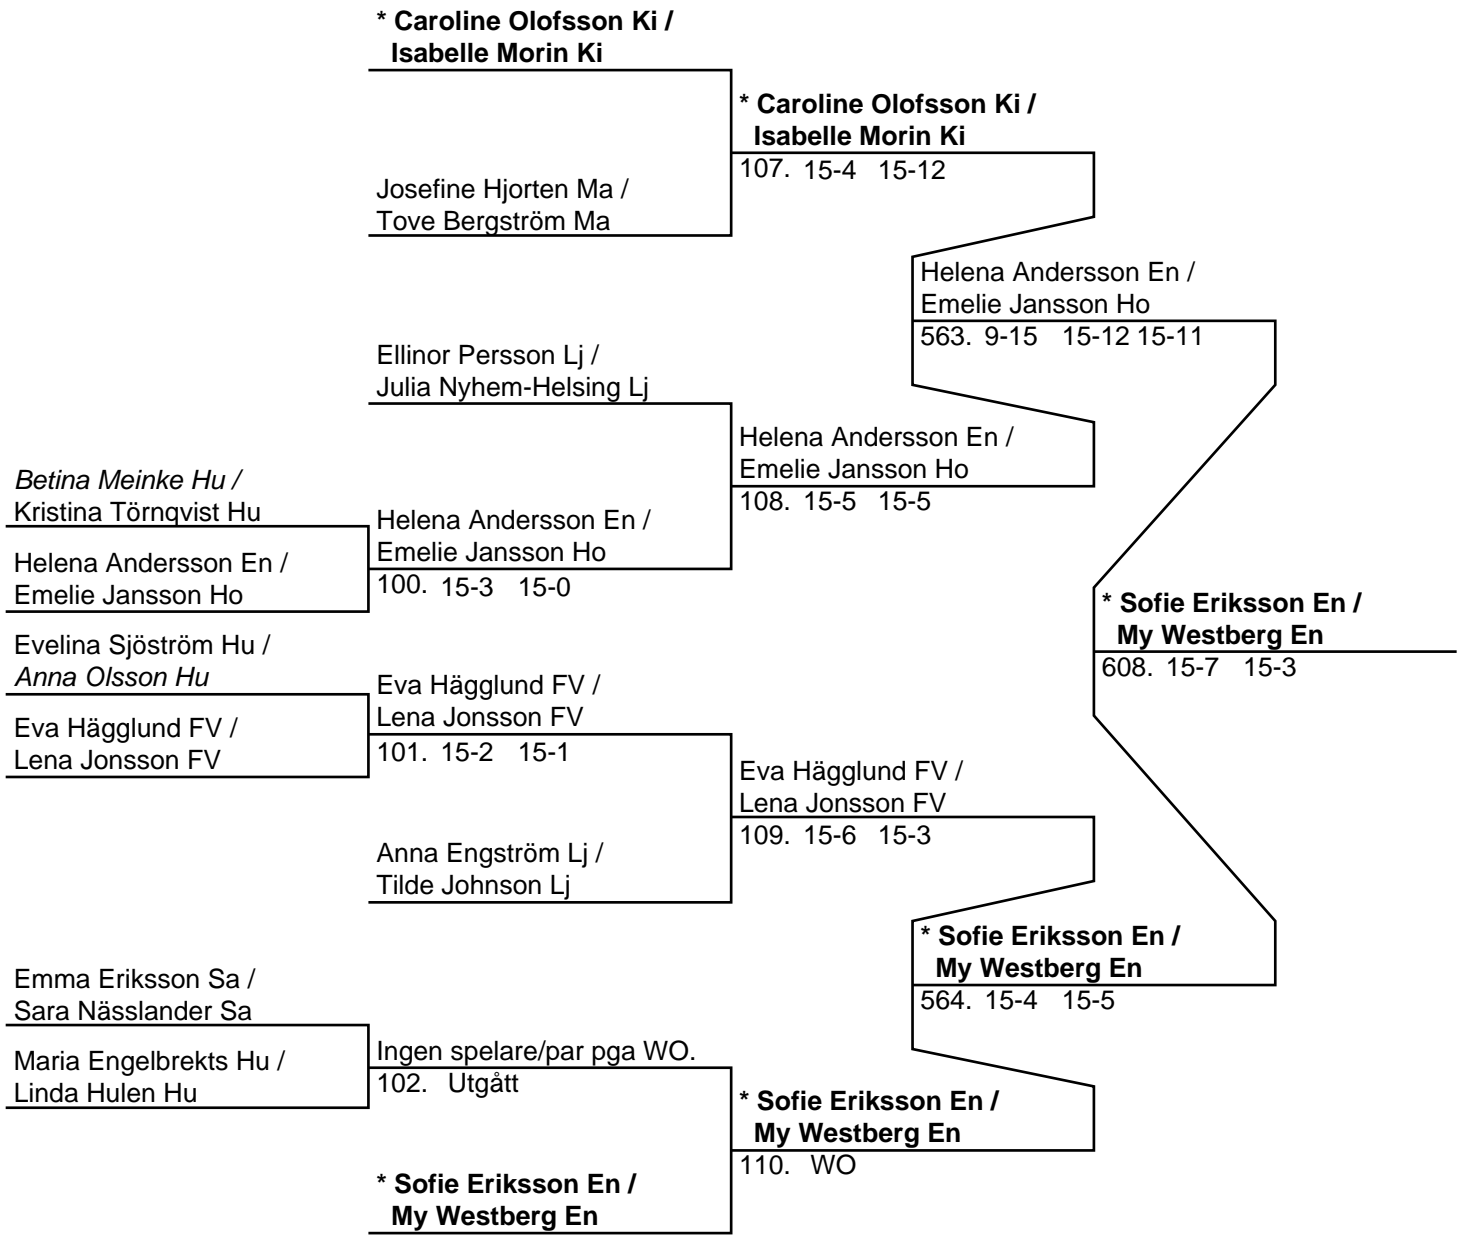 * Caroline Olofsson Ki /
Isabelle Morin Ki
* Caroline Olofsson Ki /
Isabelle Morin Ki
107. 15-4 15-12
Josefine Hjorten Ma /
Tove Bergström Ma
Helena Andersson En /
Emelie Jansson Ho
563. 9-15 15-12 15-11
Ellinor Persson Lj /
Julia Nyhem-Helsing Lj
Helena Andersson En /
Emelie Jansson Ho
108. 15-5 15-5
Betina Meinke Hu /
Kristina Törnqvist Hu
Helena Andersson En /
Emelie Jansson Ho
100. 15-3 15-0
Helena Andersson En /
Emelie Jansson Ho
* Sofie Eriksson En /
My Westberg En
608. 15-7 15-3
Evelina Sjöström Hu /
Anna Olsson Hu
Eva Hägglund FV /
Lena Jonsson FV
101. 15-2 15-1
Eva Hägglund FV /
Lena Jonsson FV
Eva Hägglund FV /
Lena Jonsson FV
109. 15-6 15-3
Anna Engström Lj /
Tilde Johnson Lj
* Sofie Eriksson En /
My Westberg En
564. 15-4 15-5
Emma Eriksson Sa /
Sara Nässlander Sa
Ingen spelare/par pga WO.
102. Utgått
Maria Engelbrekts Hu /
Linda Hulen Hu
* Sofie Eriksson En /
My Westberg En
110. WO
* Sofie Eriksson En /
My Westberg En